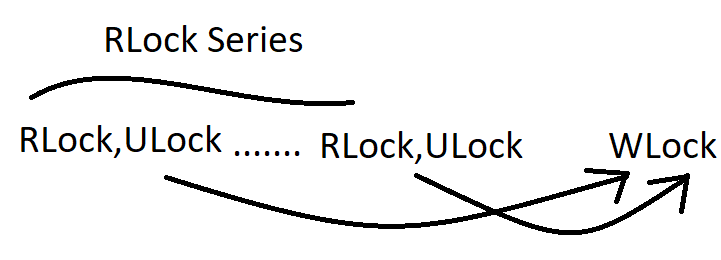 RLock Series
RLock,ULock ....... RLock,ULock WLock